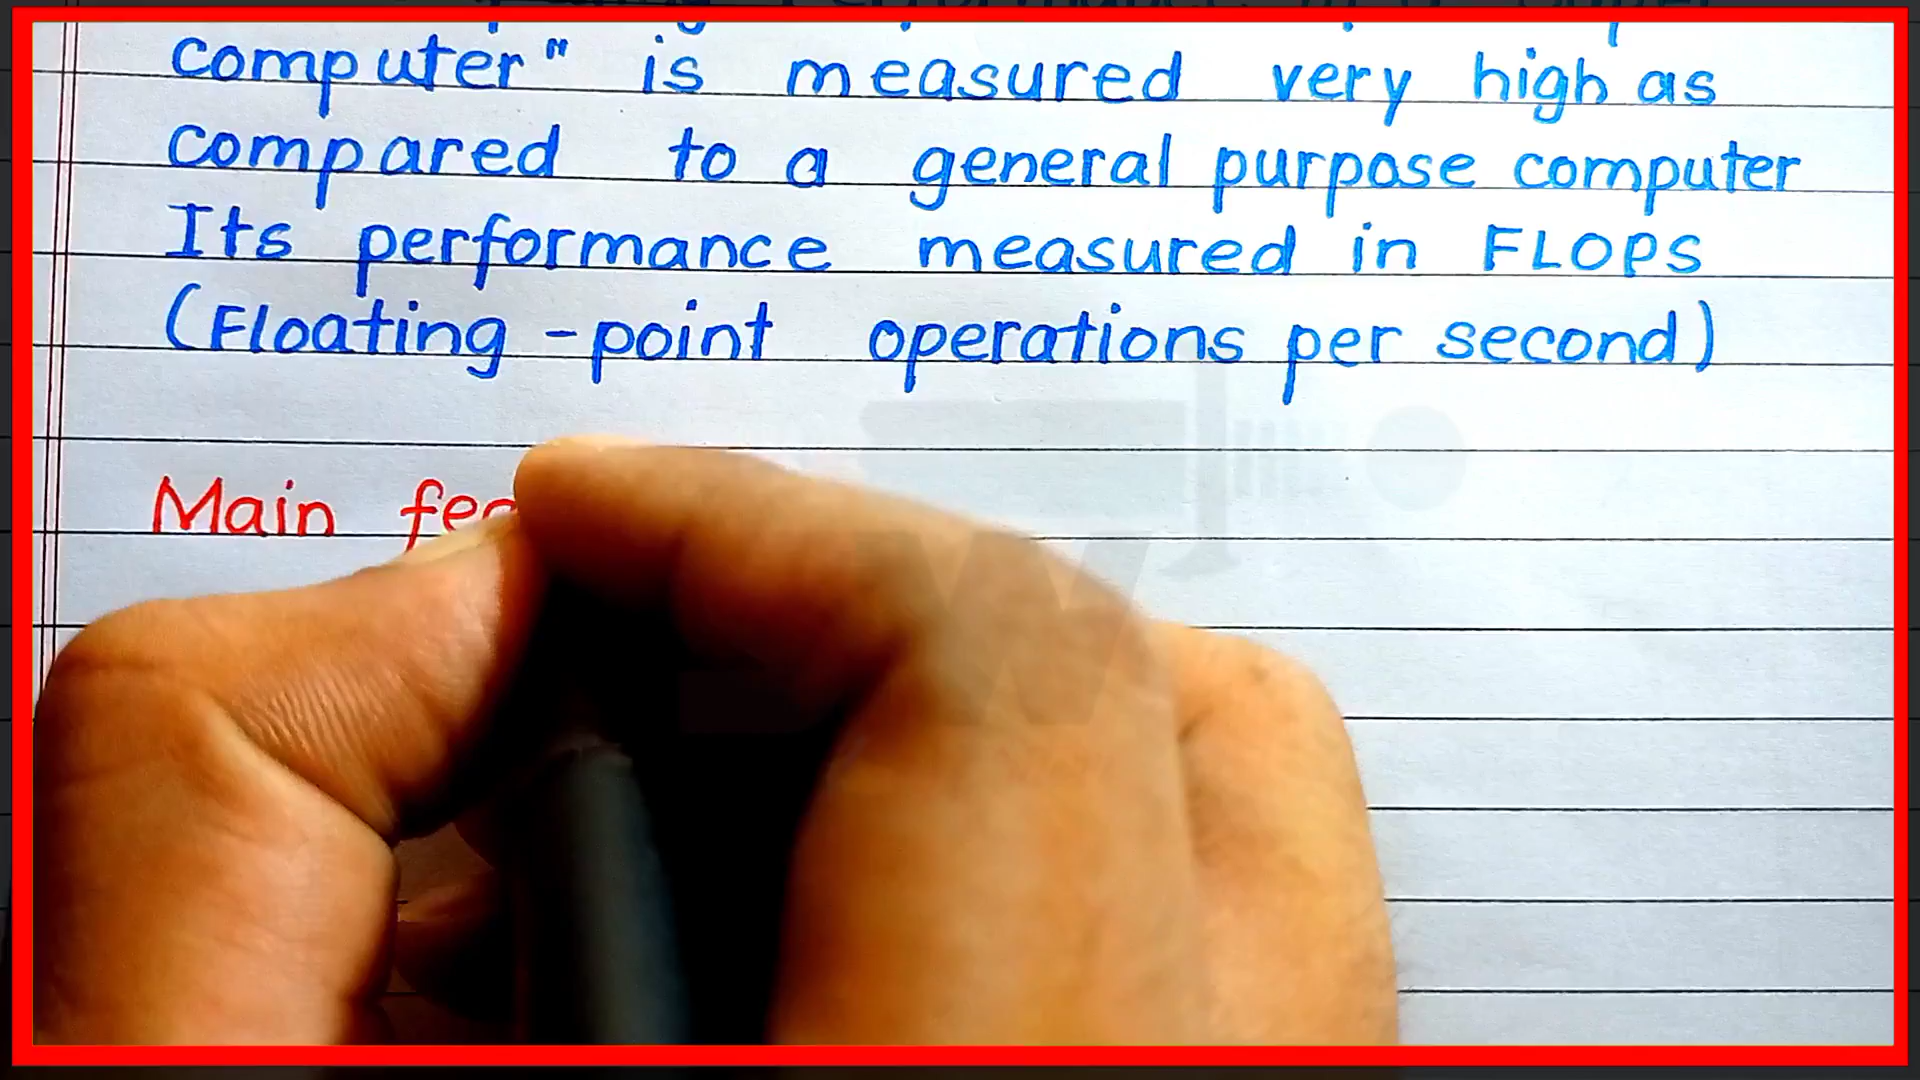 computer" is measured very high as
compared to a general purpose computer
Its performance measured in FLOPS
(Floating-point operations per second)
Main